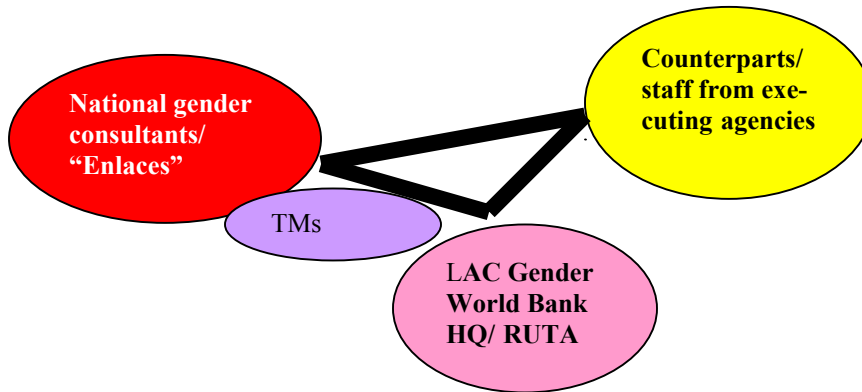 National gender
consultants/
“Enlaces”
Counterparts/
staff from exe-
cuting agencies
TMs
LAC Gender
World Bank
HQ/ RUTA